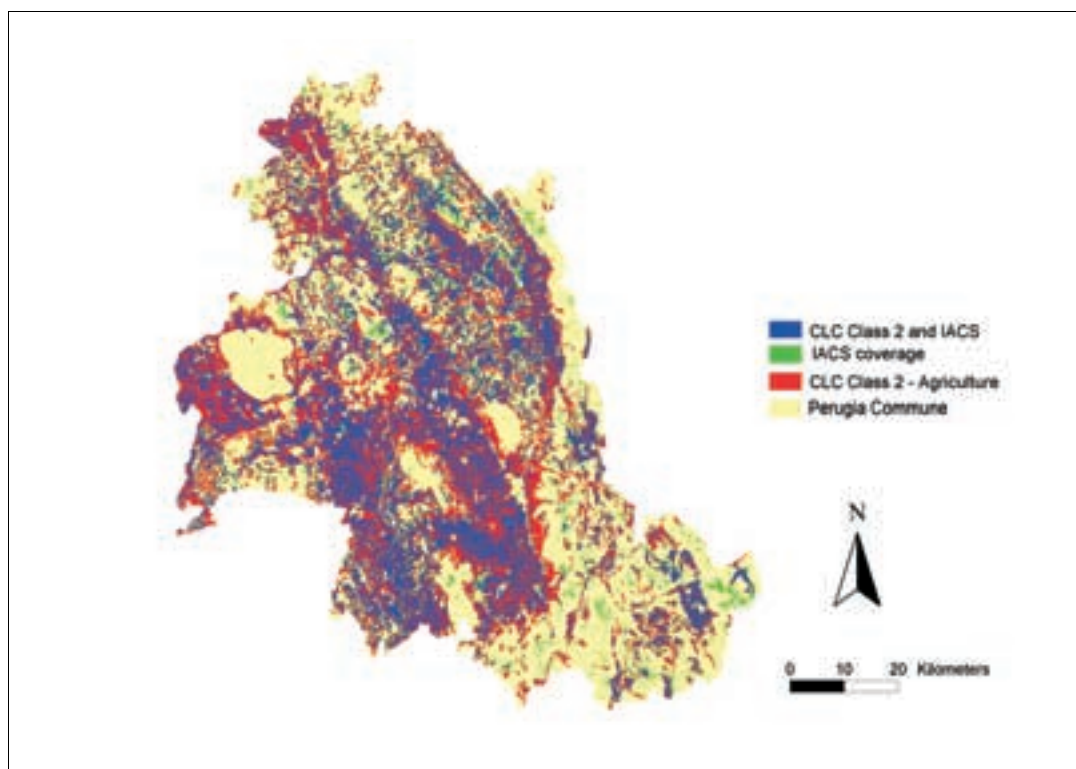 CLC Class 2 and IACS
IACS coverage
CLC Class 2 - Agriculture
Perugia Commune
N
0 10 20 Kilometers